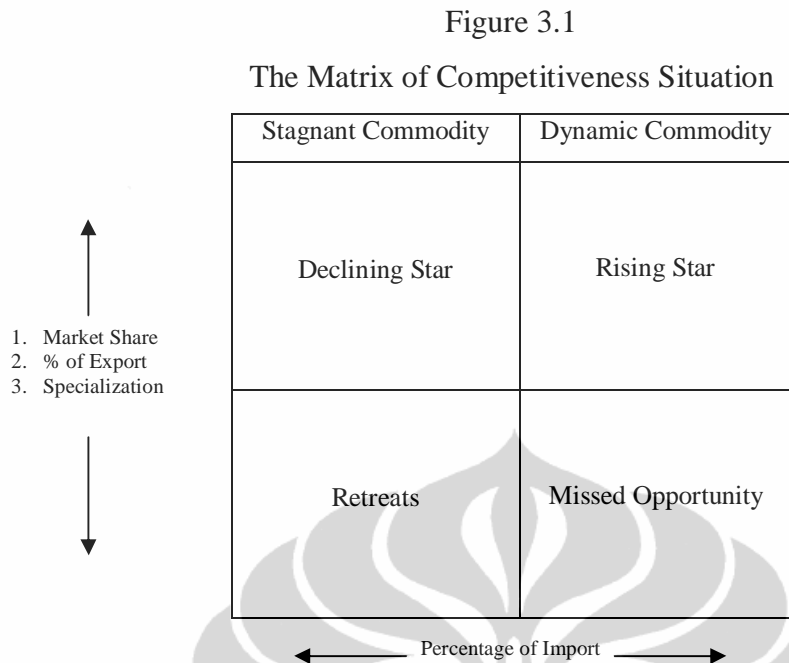 Figure 3.1
The Matrix of Competitiveness Situation
Stagnant Commodity Dynamic Commodity
Declining Star Rising Star
1. Market Share
2. % of Export
3. Specialization
Retreats Missed Opportunity
Percentage of Import